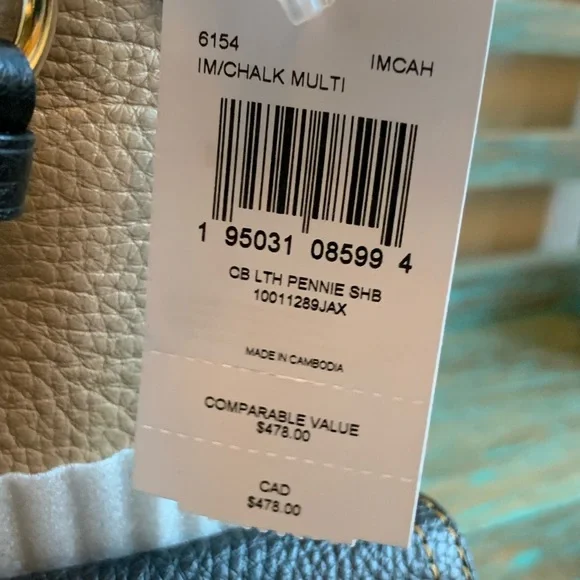 6154 IMCAH
IM/CHALK MULTI
1 95031 08599 4
CB LTH PENNIE SHB
10011289JAX
MADE IN CAMBODIA
COMPARABLE VALUE
$478.00
CAD
$478.00